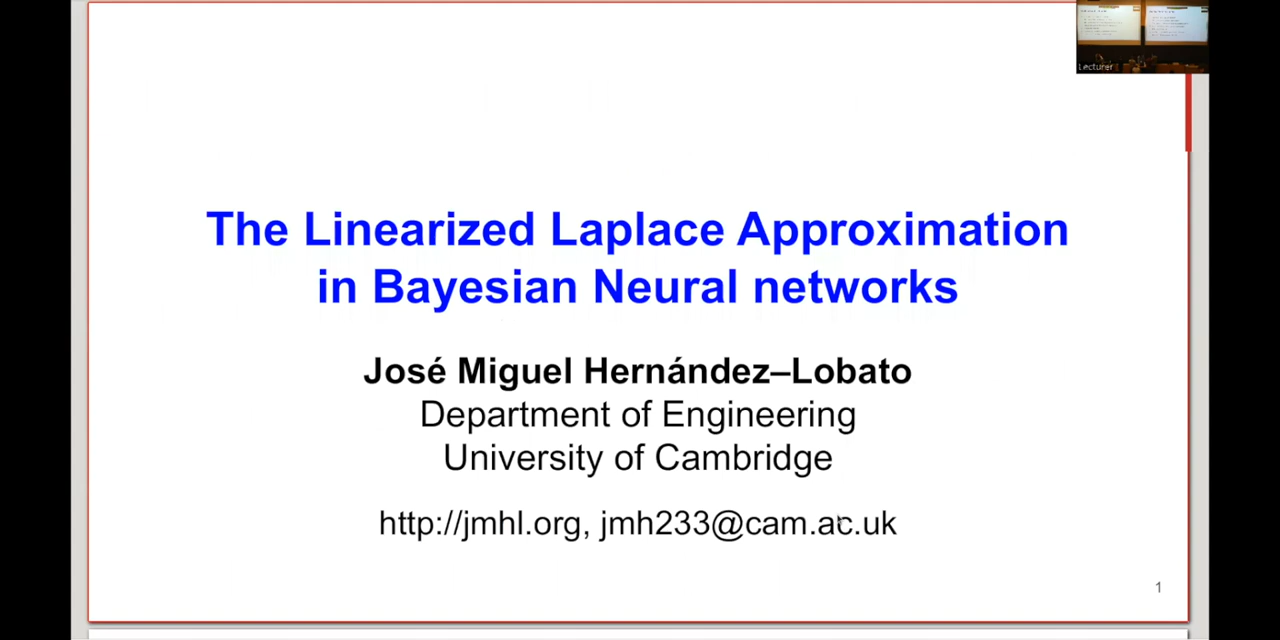 Lecturer
The Linearized Laplace Approximation
in Bayesian Neural networks
José Miguel Hernández–Lobato
Department of Engineering
University of Cambridge
http://jmhl.org, jmh233@cam.ac.uk
1